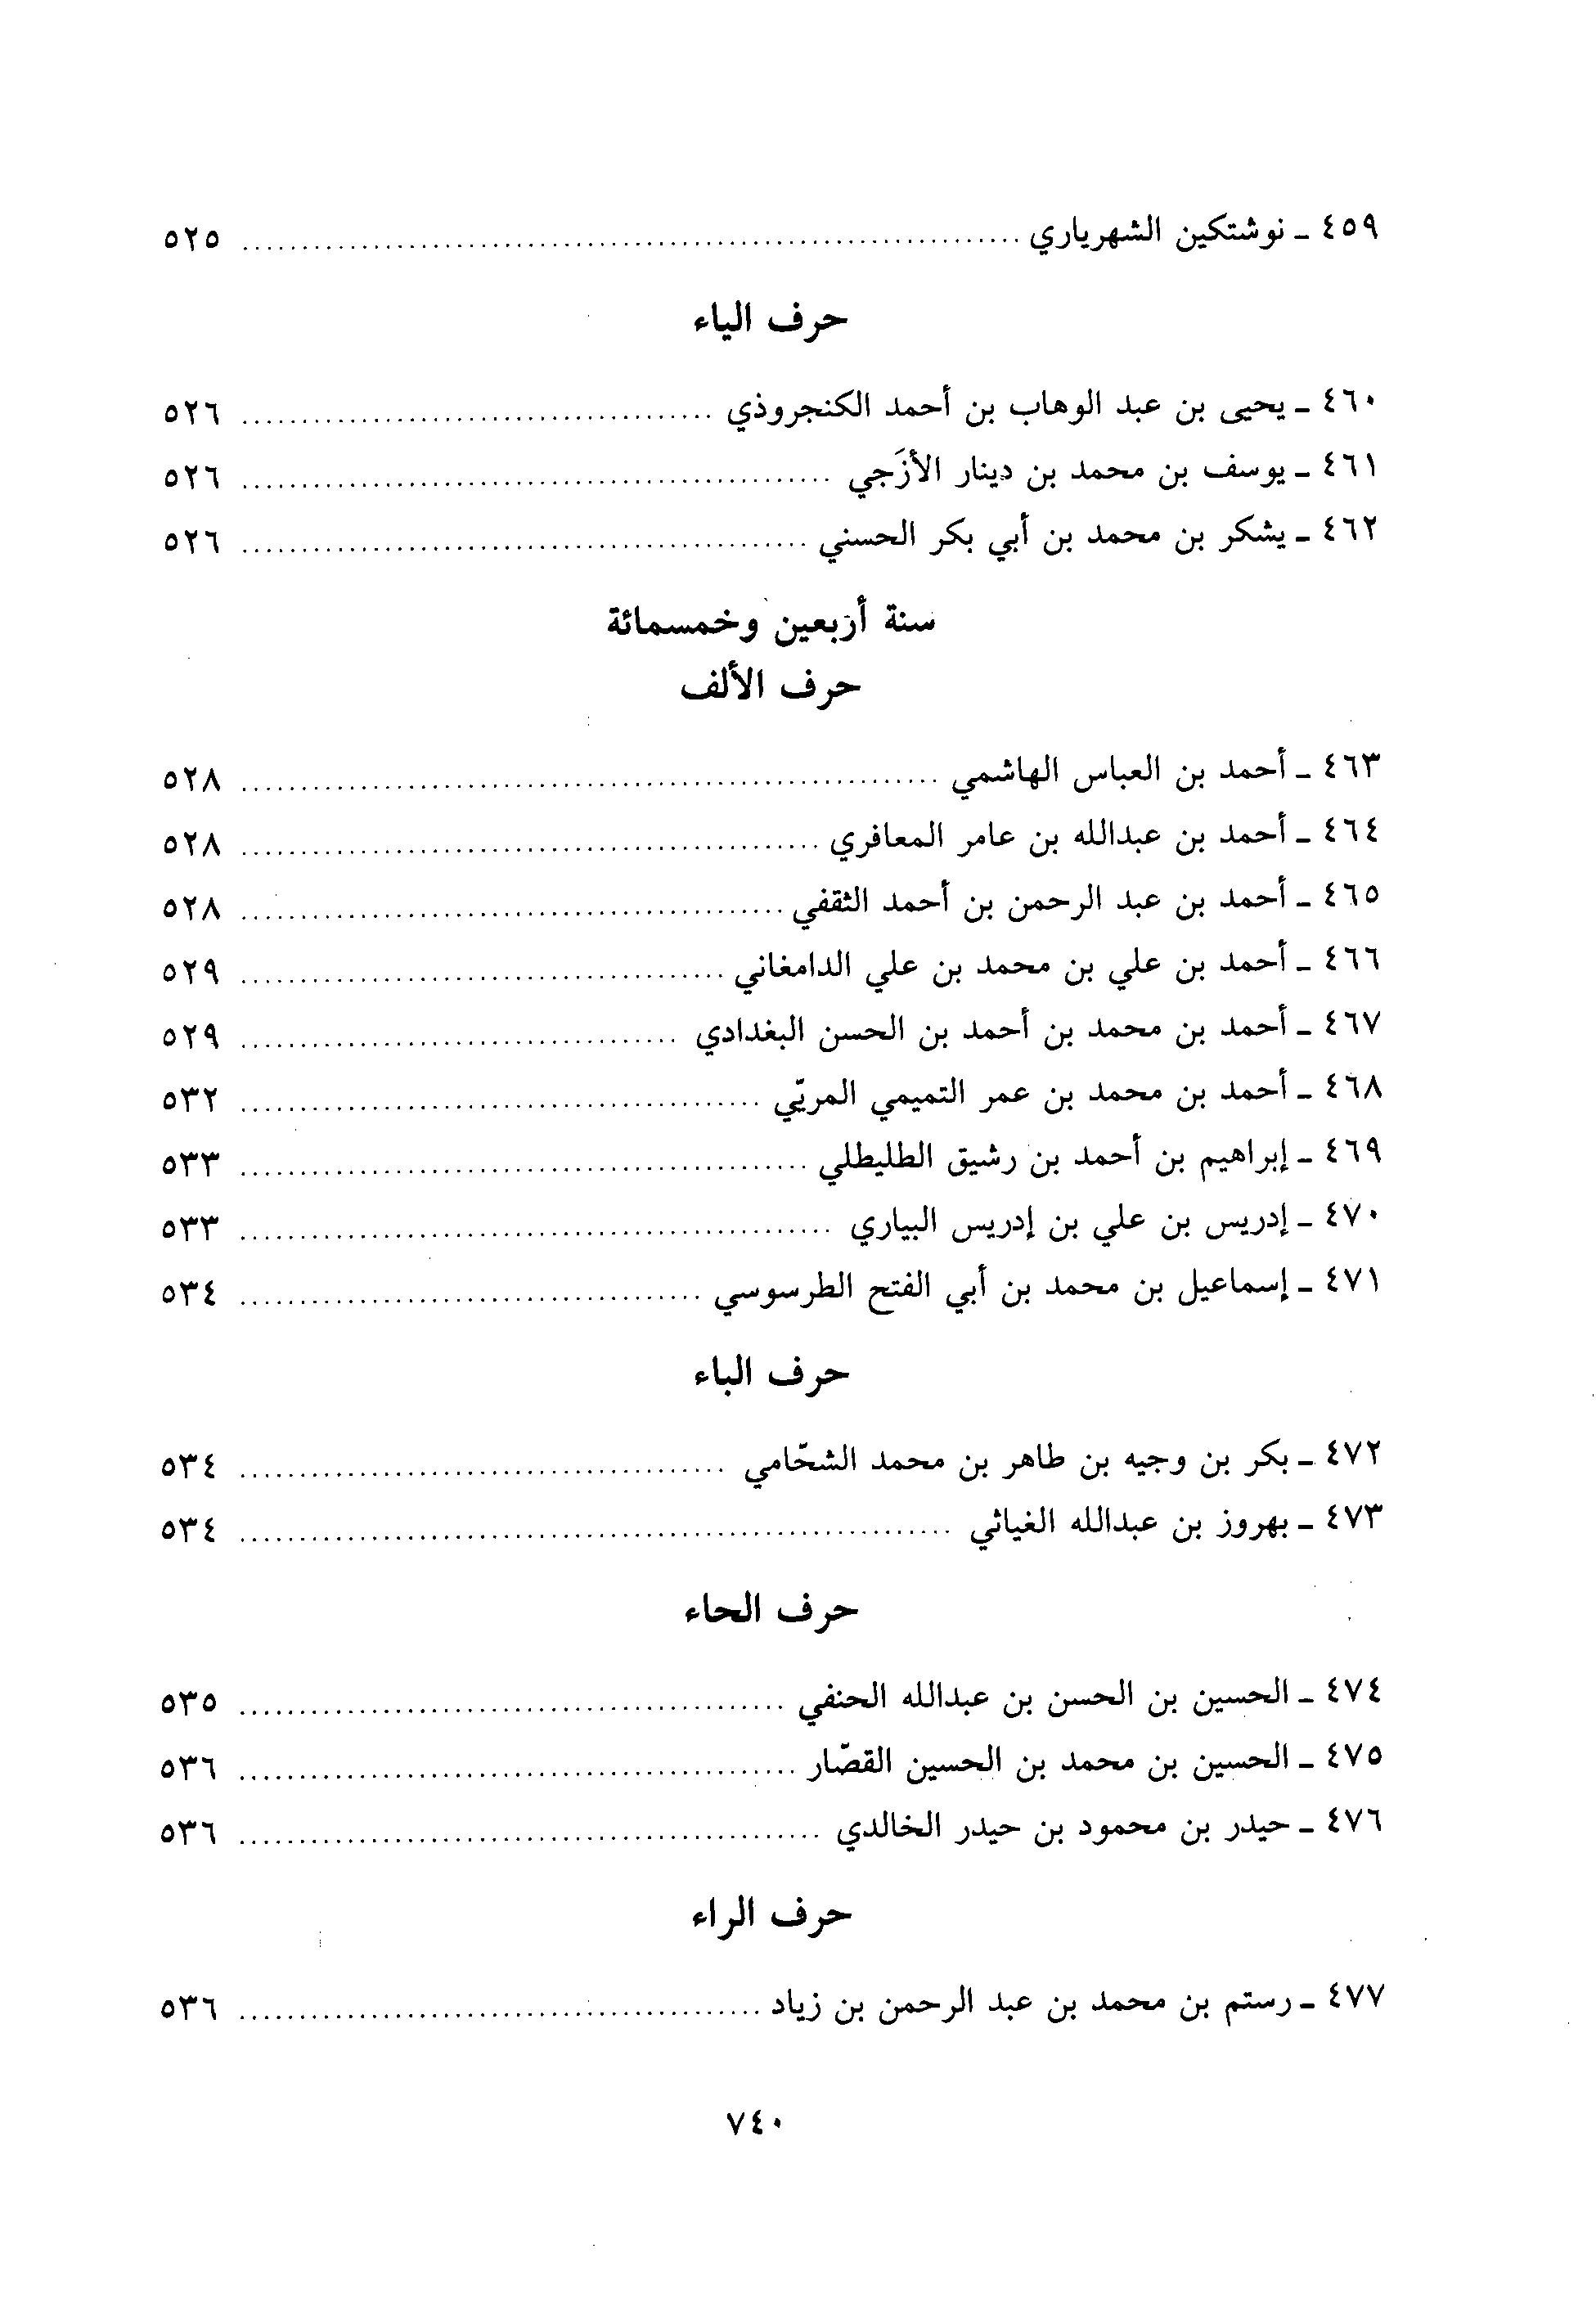 ٤٥٩ ـ نوشتكين الشهرياري ........ ٥٢٥
حرف الياء
٤٦٠ ـ يحيى بن عبد الوهاب بن أحمد الكنجروذي ........ ٥٢٦
٤٦١ ـ يوسف بن محمد بن دينار الأزَجي ........ ٥٢٦
٤٦٢ ـ يشكر بن محمد بن أبي بكر الحسني ........ ٥٢٦
سنة أربعين وخمسمائة
حرف الألف
٤٦٣ ـ أحمد بن العباس الهاشمي ........ ٥٢٨
٤٦٤ ـ أحمد بن عبدالله بن عامر المعافري ........ ٥٢٨
٤٦٥ ـ أحمد بن عبد الرحمن بن أحمد الثقفي ........ ٥٢٨
٤٦٦ ـ أحمد بن علي بن محمد بن علي الدامغاني ........ ٥٢٩
٤٦٧ ـ أحمد بن محمد بن أحمد بن الحسن البغدادي ........ ٥٢٩
٤٦٨ ـ أحمد بن محمد بن عمر التميمي المريّي ........ ٥٣٢
٤٦٩ ـ إبراهيم بن أحمد بن رشيق الطليطلي ........ ٥٣٣
٤٧٠ ـ إدريس بن علي بن إدريس البياري ........ ٥٣٣
٤٧١ ـ إسماعيل بن محمد بن أبي الفتح الطرسوسي ........ ٥٣٤
حرف الباء
٤٧٢ ـ بكر بن وجيه بن طاهر بن محمد الشحّامي ........ ٥٣٤
٤٧٣ ـ بهروز بن عبدالله الغياثي ........ ٥٣٤
حرف الحاء
٤٧٤ ـ الحسين بن الحسن بن عبدالله الحنفي ........ ٥٣٥
٤٧٥ ـ الحسين بن محمد بن الحسين القصّار ........ ٥٣٦
٤٧٦ ـ حيدر بن محمود بن حيدر الخالدي ........ ٥٣٦
حرف الراء
٤٧٧ ـ رستم بن محمد بن عبد الرحمن بن زياد ........ ٥٣٦
٧٤٠